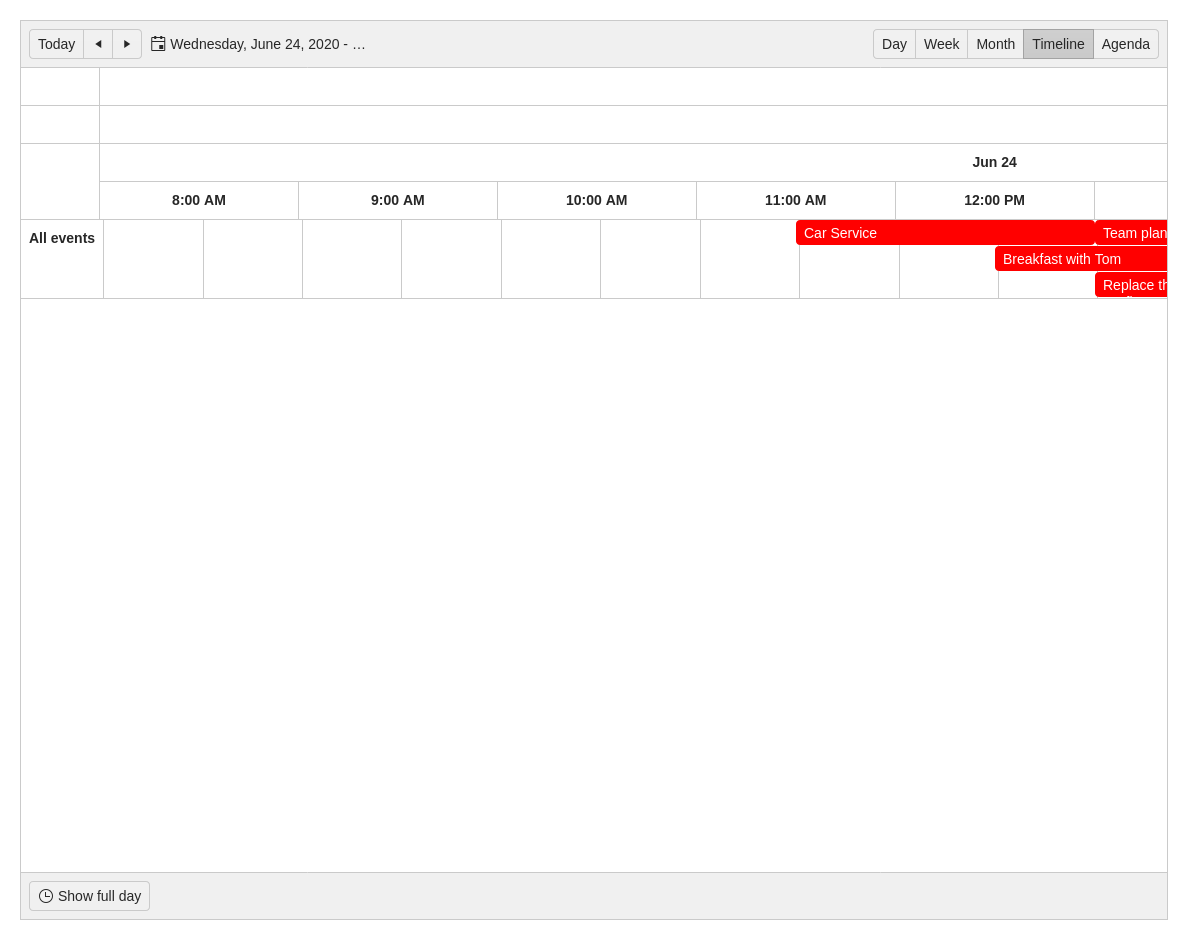 Today
Wednesday, June 24, 2020 - …
Day Week Month Timeline Agenda
Jun 24
8:00 AM 9:00 AM 10:00 AM 11:00 AM 12:00 PM
All events
Car Service
Team plan
Breakfast with Tom
Replace th
Show full day